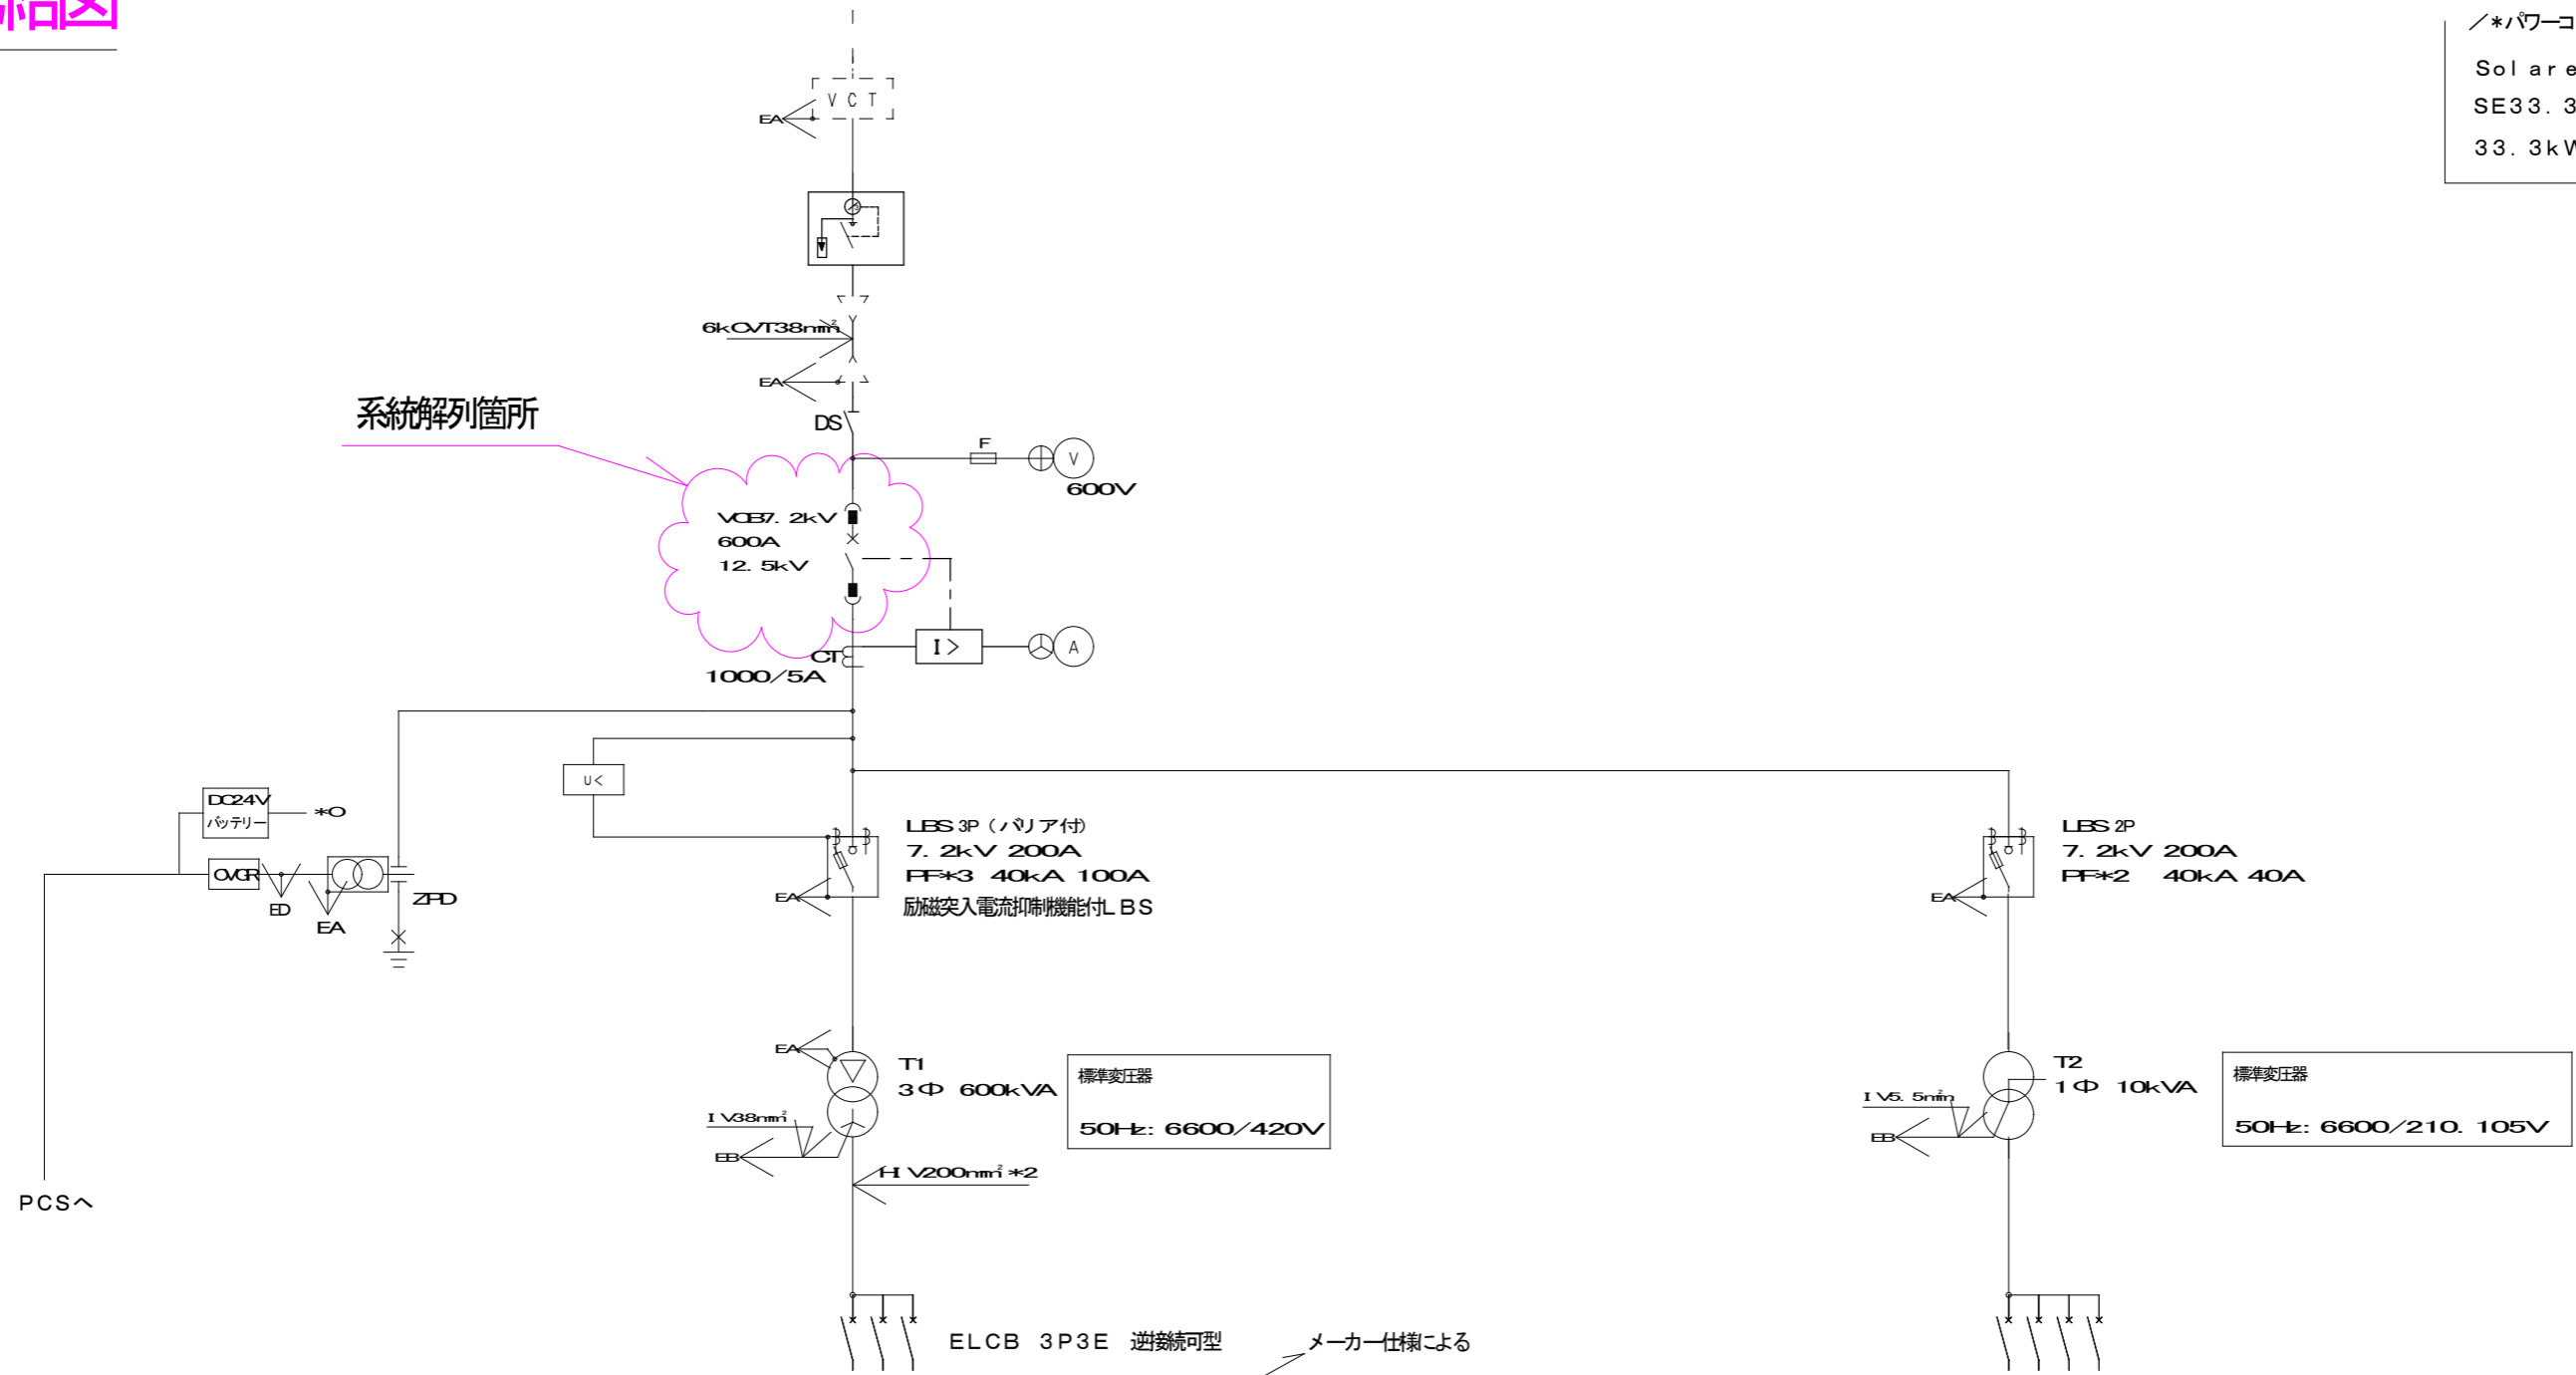 結図
／*パワーコ
Solare
SE33. 3
33. 3kW
VCT
EA
6kCVT38mm²
EA
系統解列箇所
DS
F
V
600V
VCB7. 2kV
600A
12. 5kV
I>
A
CT
1000/5A
U<
DC24V
バッテリー
*O
OVGR
ED
EA
ZPD
PCSへ
LBS 3P（バリア付）
7. 2kV 200A
PF*3 40kA 100A
励磁突入電流抑制機能付LBS
EA
LBS 2P
7. 2kV 200A
PF*2 40kA 40A
EA
EA
T1
3Φ 600kVA
標準変圧器
50Hz: 6600/420V
IV38mm²
EB
HIV200mm²*2
T2
1Φ 10kVA
標準変圧器
50Hz: 6600/210. 105V
IV5. 5mm²
EB
ELCB 3P3E 逆接続可型
メーカー仕様による